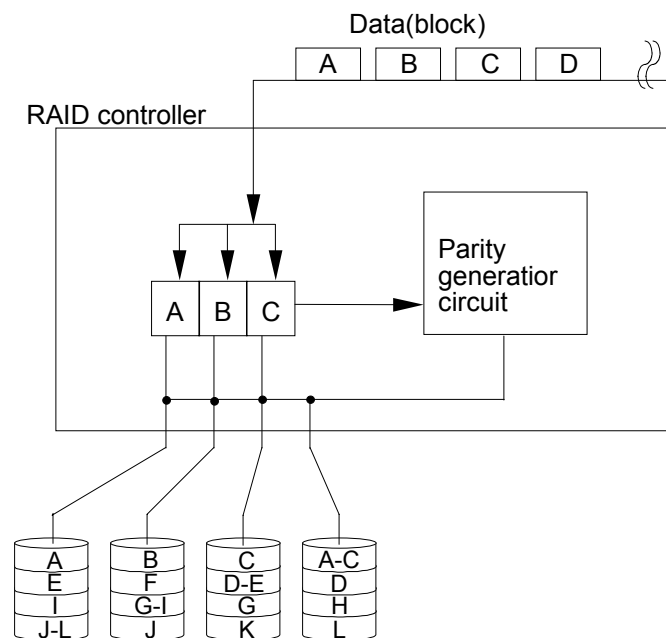 Data(block)
A B C D
RAID controller
Parity
generatior
circuit
A B C
A B C A-C
E F D-E D
I G-I G H
J-L J K L